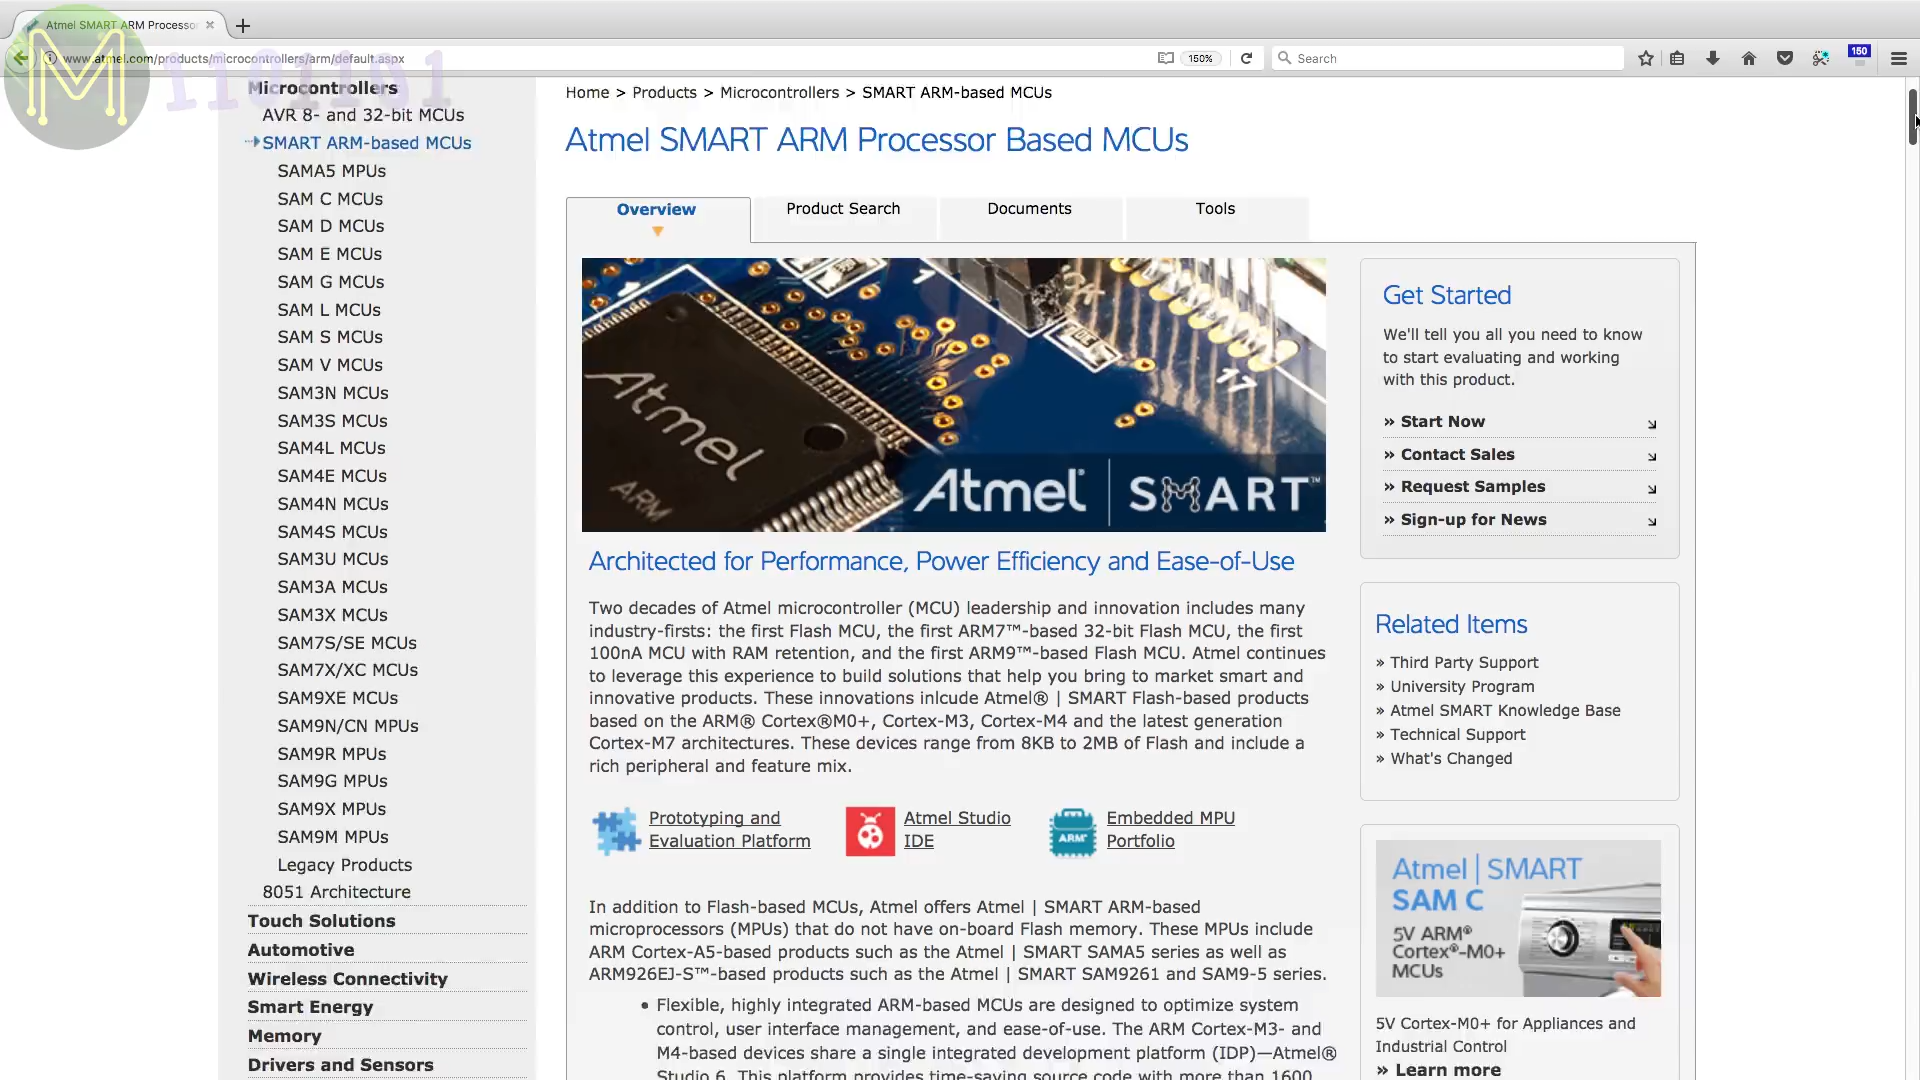 Atmel SMART ARM Processor
www.atmel.com/products/microcontrollers/arm/default.aspx
150%
Search
150
M 1101101
Microcontrollers
AVR 8- and 32-bit MCUs
SMART ARM-based MCUs
SAMA5 MPUs
SAM C MCUs
SAM D MCUs
SAM E MCUs
SAM G MCUs
SAM L MCUs
SAM S MCUs
SAM V MCUs
SAM3N MCUs
SAM3S MCUs
SAM4L MCUs
SAM4E MCUs
SAM4N MCUs
SAM4S MCUs
SAM3U MCUs
SAM3A MCUs
SAM3X MCUs
SAM7S/SE MCUs
SAM7X/XC MCUs
SAM9XE MCUs
SAM9N/CN MPUs
SAM9R MPUs
SAM9G MPUs
SAM9X MPUs
SAM9M MPUs
Legacy Products
8051 Architecture
Touch Solutions
Automotive
Wireless Connectivity
Smart Energy
Memory
Drivers and Sensors
Home > Products > Microcontrollers > SMART ARM-based MCUs
Atmel SMART ARM Processor Based MCUs
Overview
Product Search
Documents
Tools
Atmel
ARM
1
24
17
Atmel® | SMART™
Architected for Performance, Power Efficiency and Ease-of-Use
Two decades of Atmel microcontroller (MCU) leadership and innovation includes many
industry-firsts: the first Flash MCU, the first ARM7™-based 32-bit Flash MCU, the first
100nA MCU with RAM retention, and the first ARM9™-based Flash MCU. Atmel continues
to leverage this experience to build solutions that help you bring to market smart and
innovative products. These innovations inlcude Atmel® | SMART Flash-based products
based on the ARM® Cortex®M0+, Cortex-M3, Cortex-M4 and the latest generation
Cortex-M7 architectures. These devices range from 8KB to 2MB of Flash and include a
rich peripheral and feature mix.
Prototyping and
Evaluation Platform
Atmel Studio
IDE
ARM®
Embedded MPU
Portfolio
In addition to Flash-based MCUs, Atmel offers Atmel | SMART ARM-based
microprocessors (MPUs) that do not have on-board Flash memory. These MPUs include
ARM Cortex-A5-based products such as the Atmel | SMART SAMA5 series as well as
ARM926EJ-S™-based products such as the Atmel | SMART SAM9261 and SAM9-5 series.
• Flexible, highly integrated ARM-based MCUs are designed to optimize system
control, user interface management, and ease-of-use. The ARM Cortex-M3- and
M4-based devices share a single integrated development platform (IDP)—Atmel®
Studio 6. This platform provides time-saving source code with more than 1600
Get Started
We'll tell you all you need to know
to start evaluating and working
with this product.
» Start Now
» Contact Sales
» Request Samples
» Sign-up for News
Related Items
» Third Party Support
» University Program
» Atmel SMART Knowledge Base
» Technical Support
» What's Changed
Atmel | SMART
SAM C
5V ARM®
Cortex®-M0+
MCUs
5V Cortex-M0+ for Appliances and
Industrial Control
» Learn more